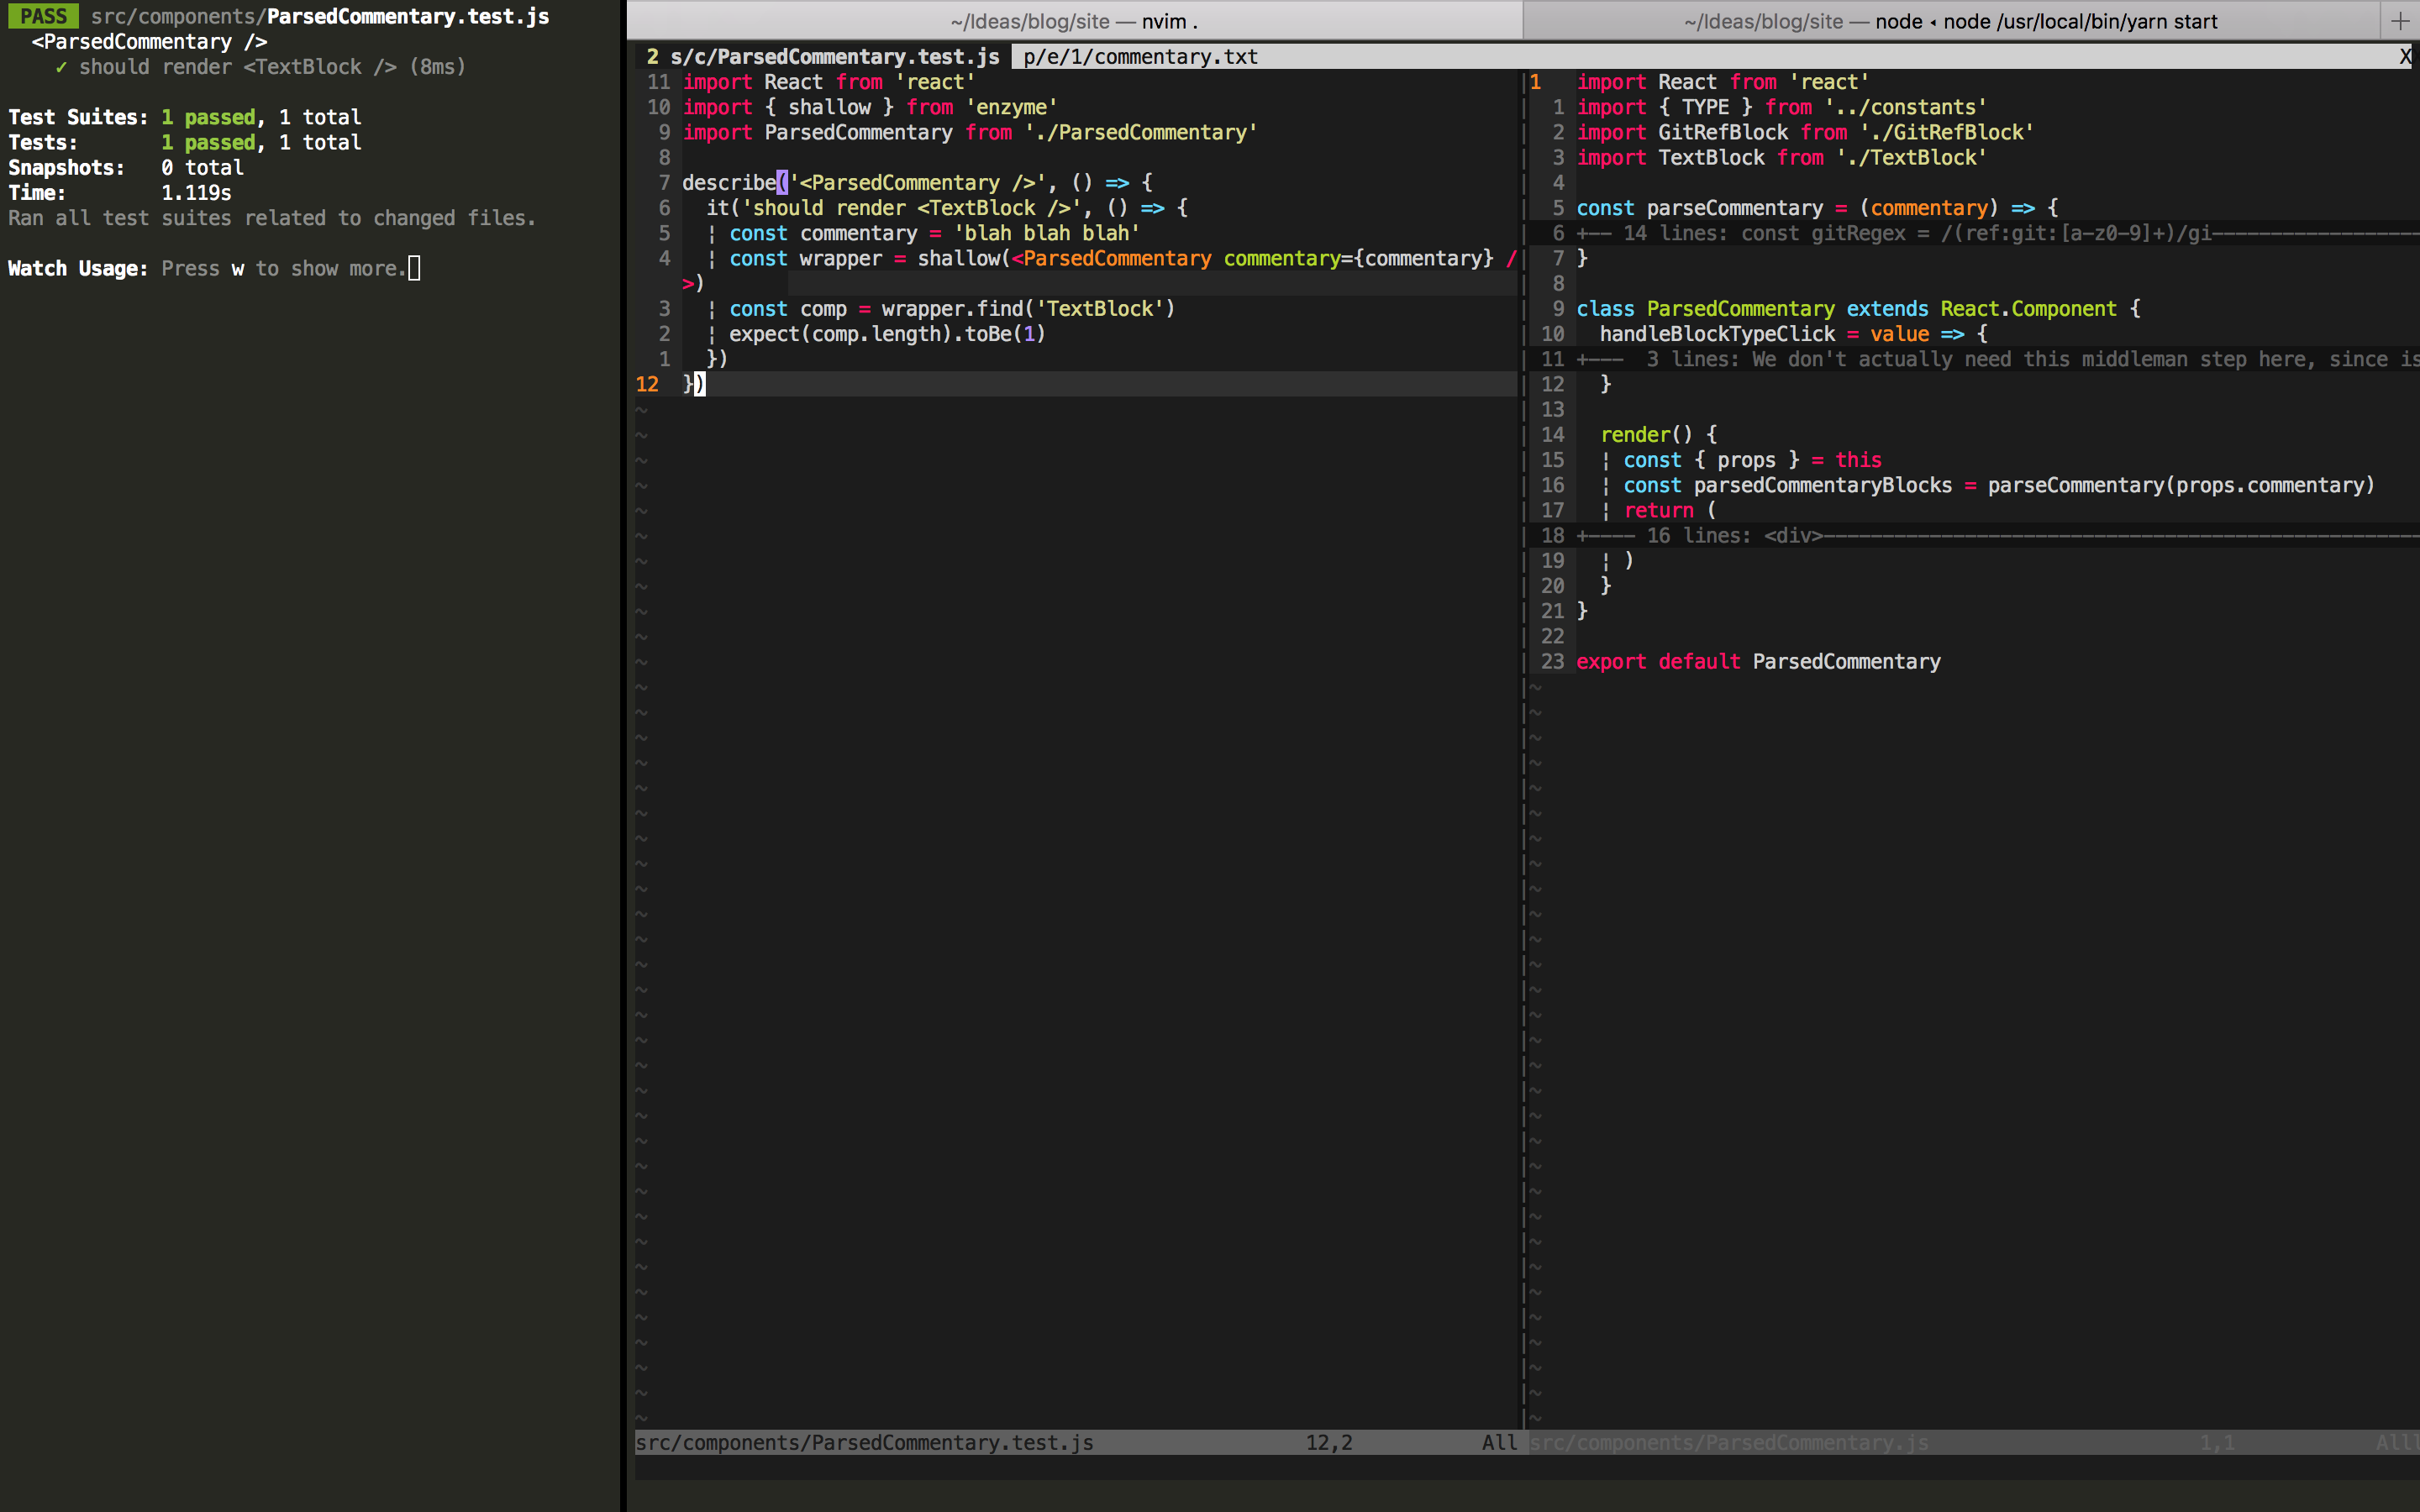 PASS src/components/ParsedCommentary.test.js
<ParsedCommentary />
✓ should render <TextBlock /> (8ms)
Test Suites: 1 passed, 1 total
Tests: 1 passed, 1 total
Snapshots: 0 total
Time: 1.119s
Ran all test suites related to changed files.
Watch Usage: Press w to show more.
~/Ideas/blog/site — nvim .
~/Ideas/blog/site — node ◂ node /usr/local/bin/yarn start
+
2 s/c/ParsedCommentary.test.js p/e/1/commentary.txt X
11 import React from 'react'
10 import { shallow } from 'enzyme'
9 import ParsedCommentary from './ParsedCommentary'
8
7 describe('<ParsedCommentary />', () => {
6 it('should render <TextBlock />', () => {
5 ¦ const commentary = 'blah blah blah'
4 ¦ const wrapper = shallow(<ParsedCommentary commentary={commentary} /
>)
3 ¦ const comp = wrapper.find('TextBlock')
2 ¦ expect(comp.length).toBe(1)
1 })
12 })
src/components/ParsedCommentary.test.js 12,2 All
1 import React from 'react'
1 import { TYPE } from '../constants'
2 import GitRefBlock from './GitRefBlock'
3 import TextBlock from './TextBlock'
4
5 const parseCommentary = (commentary) => {
6 +-- 14 lines: const gitRegex = /(ref:git:[a-z0-9]+)/gi
7 }
8
9 class ParsedCommentary extends React.Component {
10 handleBlockTypeClick = value => {
11 +--- 3 lines: We don't actually need this middleman step here, since is
12 }
13
14 render() {
15 ¦ const { props } = this
16 ¦ const parsedCommentaryBlocks = parseCommentary(props.commentary)
17 ¦ return (
18 +---- 16 lines: <div>
19 ¦ )
20 }
21 }
22
23 export default ParsedCommentary
src/components/ParsedCommentary.js 1,1 All